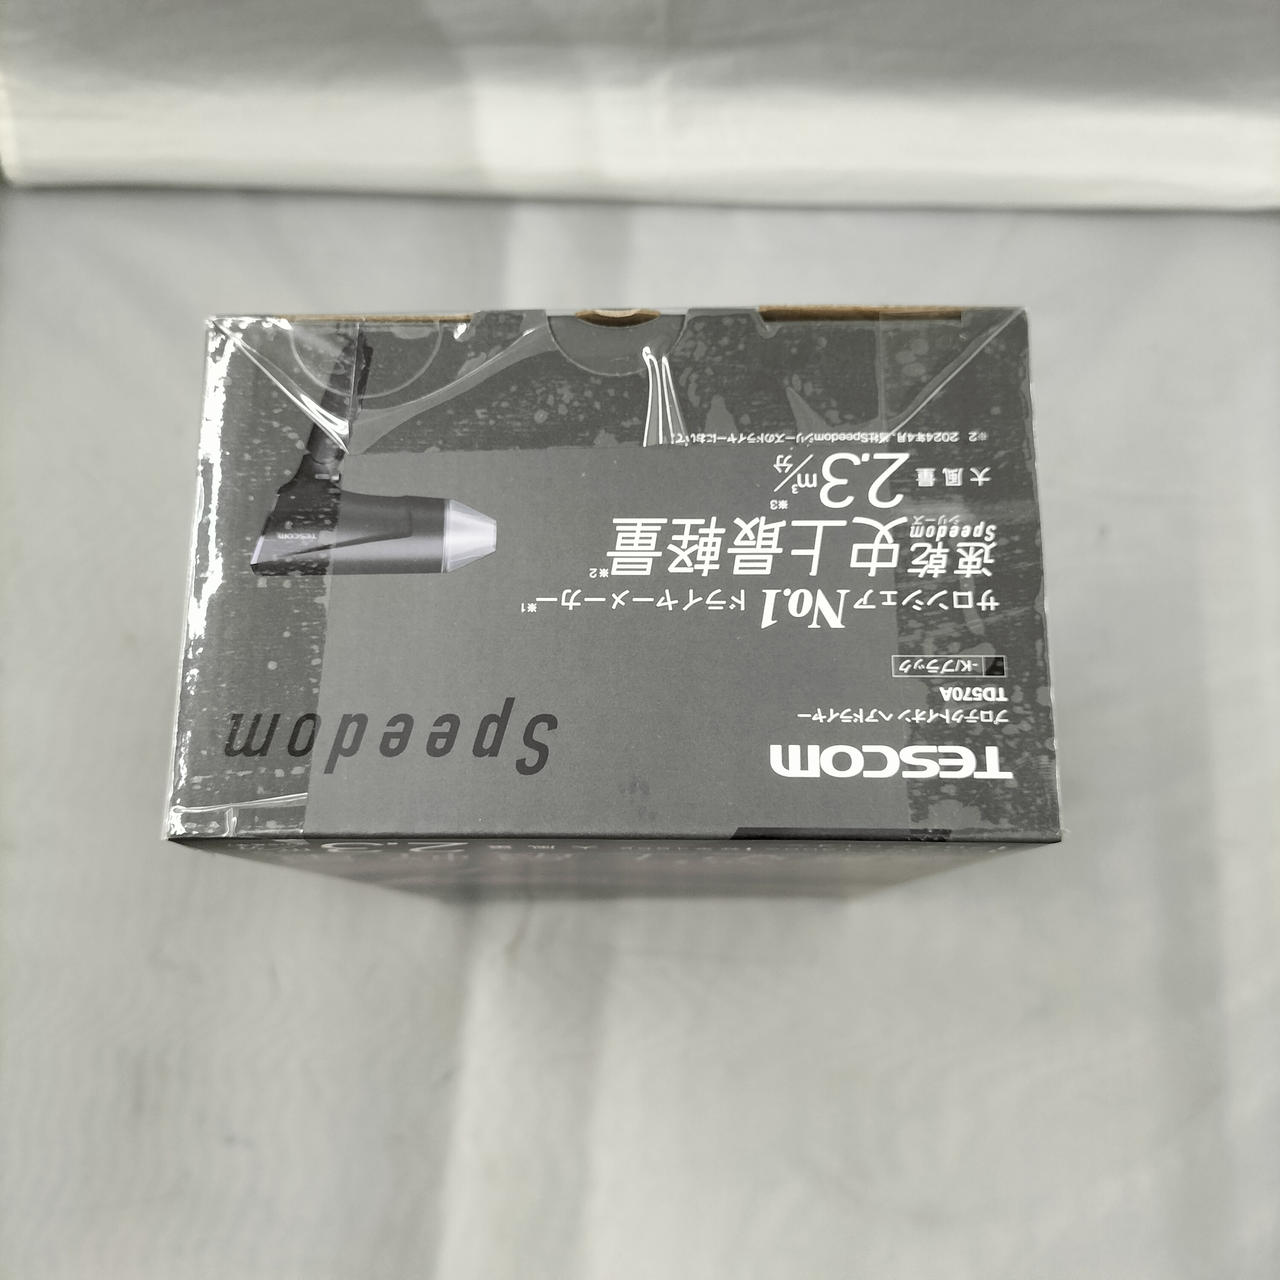 TESCOM
プロテクトイオン ヘアドライヤー
TD570A
-K/ブラック
Speedom
サロンシェアNo.1ドライヤーメーカー※1
速乾Speedomシリーズ史上最軽量※2
大風量 2.3m³/分※3
※2 2024年4月、当社Speedomシリーズのドライヤーにおいて。
TESCOM